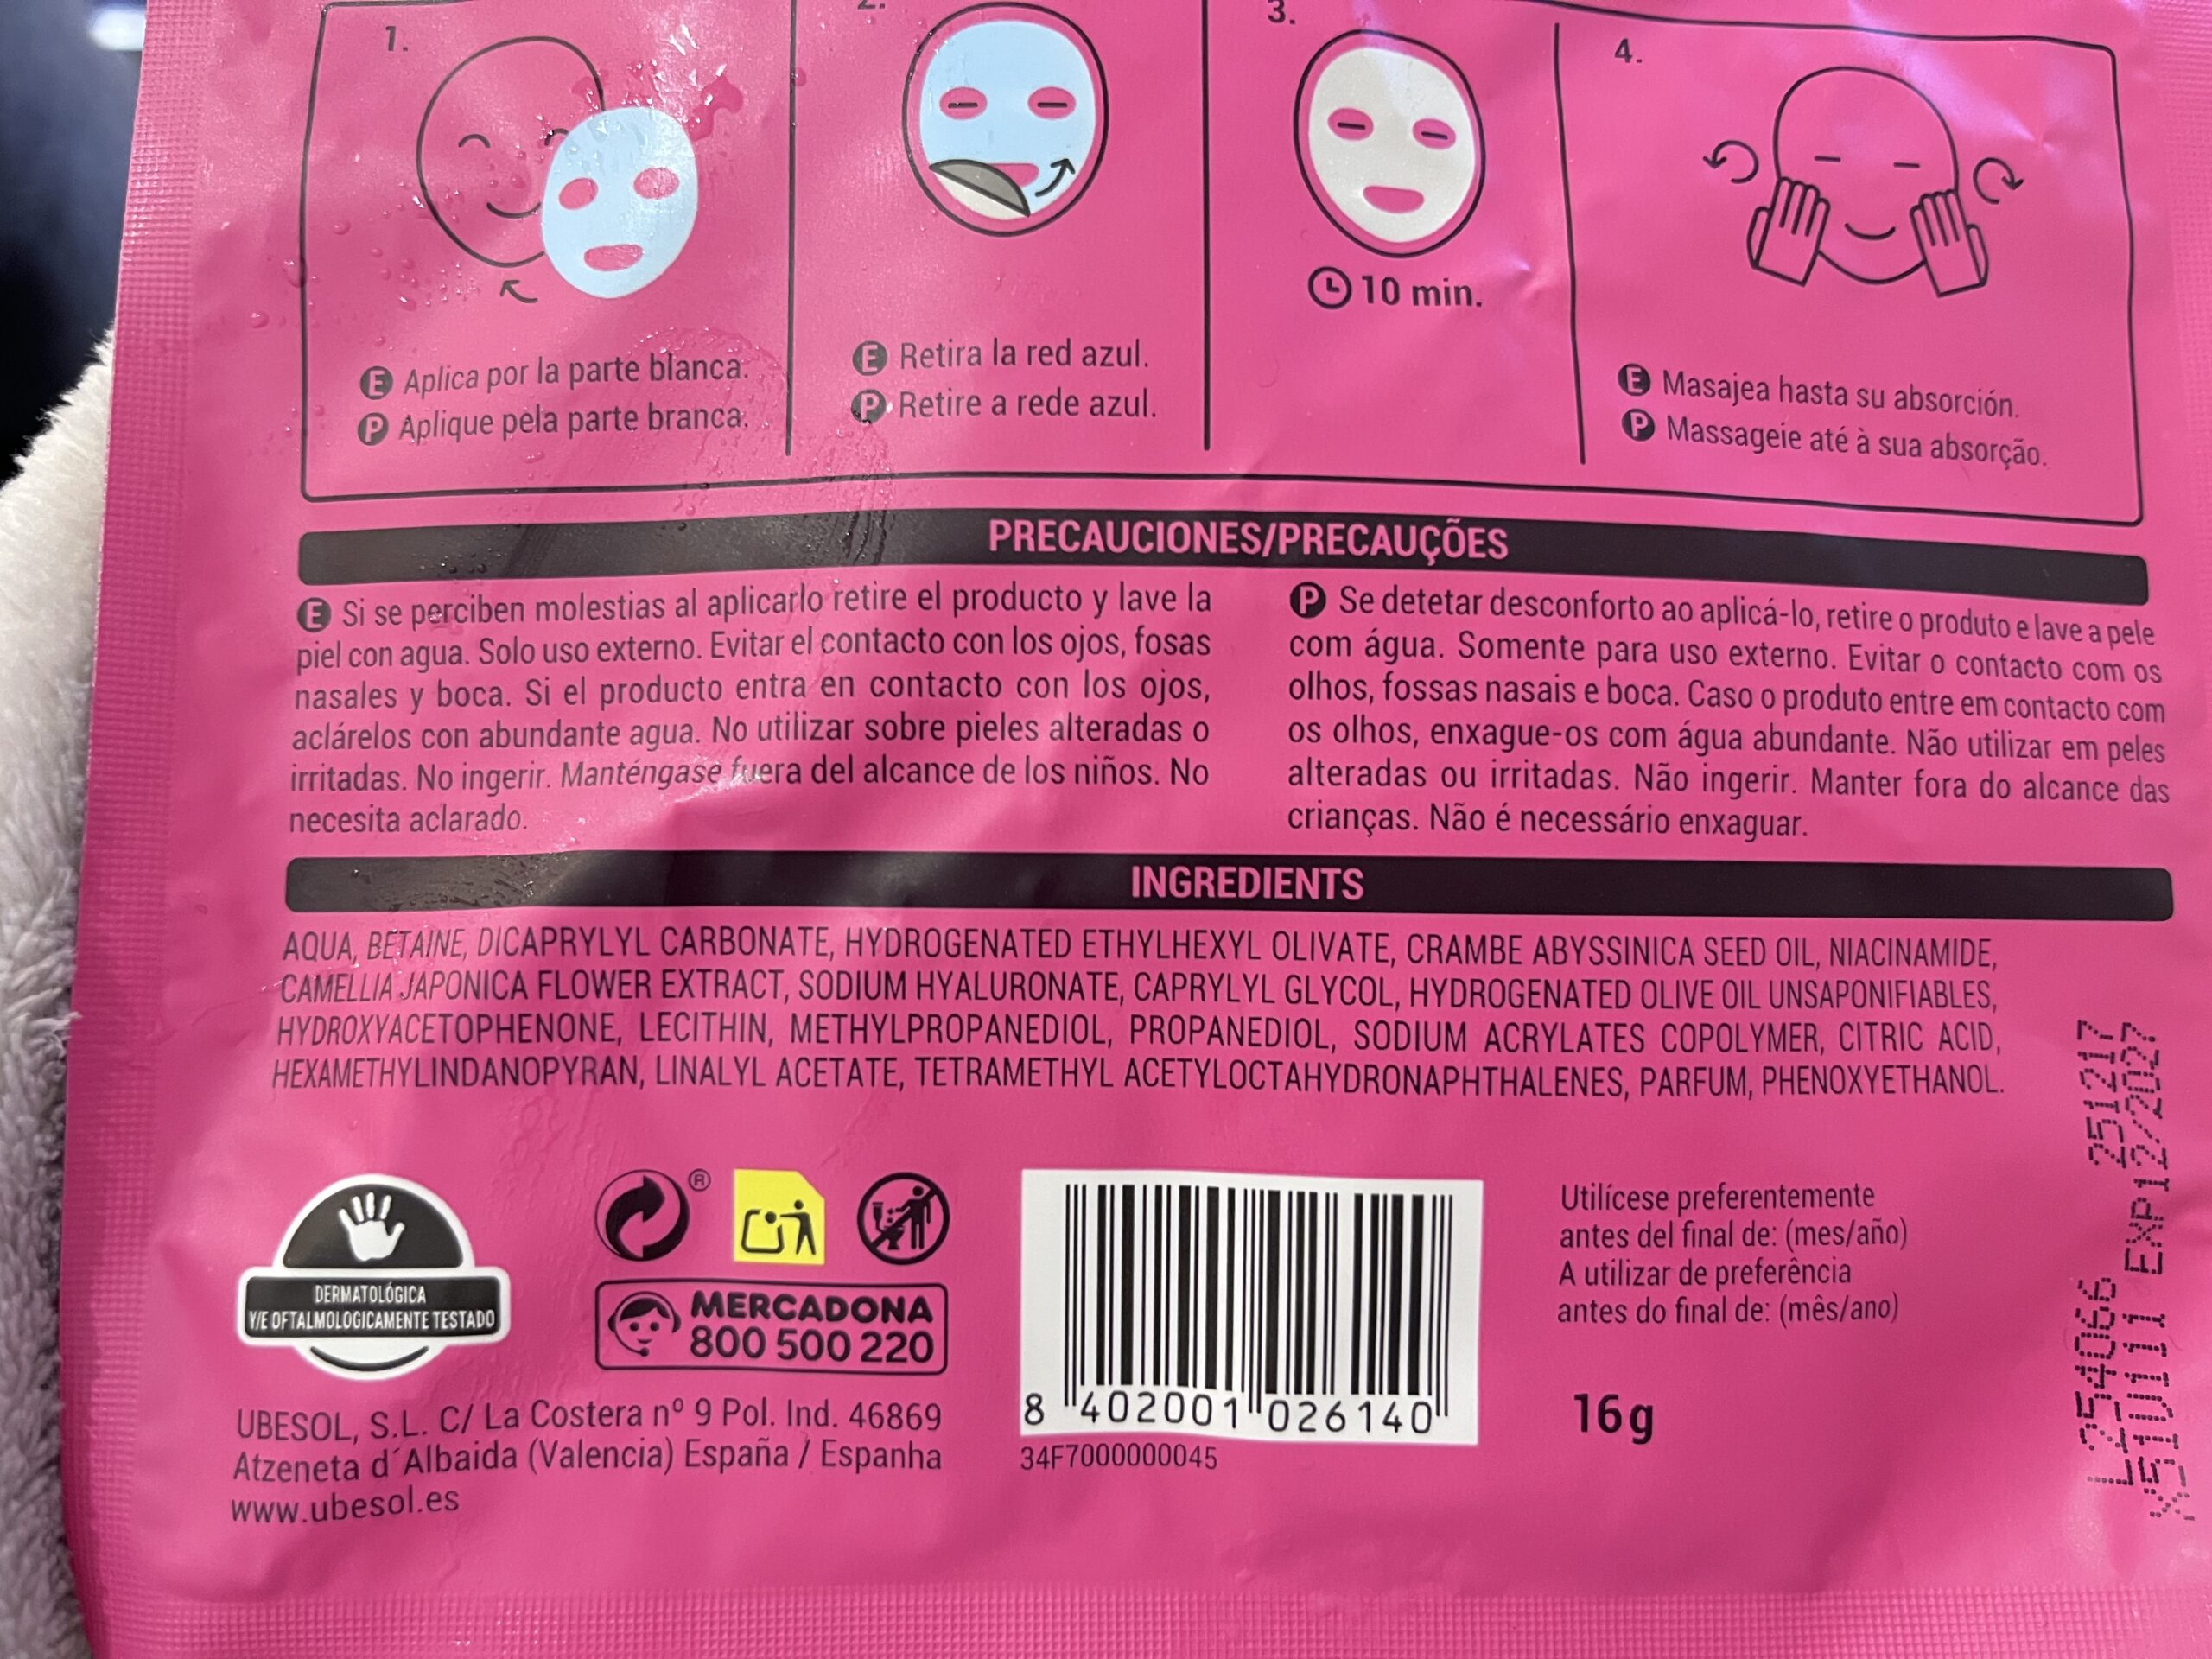 1.
2.
3.
4.
10 min.
E Aplica por la parte blanca.
P Aplique pela parte branca.
E Retira la red azul.
P Retire a rede azul.
E Masajea hasta su absorción.
P Massageie até à sua absorção.
PRECAUCIONES/PRECAUÇÕES
E Si se perciben molestias al aplicarlo retire el producto y lave la
piel con agua. Solo uso externo. Evitar el contacto con los ojos, fosas
nasales y boca. Si el producto entra en contacto con los ojos,
aclárelos con abundante agua. No utilizar sobre pieles alteradas o
irritadas. No ingerir. Manténgase fuera del alcance de los niños. No
necesita aclarado.
P Se detetar desconforto ao aplicá-lo, retire o produto e lave a pele
com água. Somente para uso externo. Evitar o contacto com os
olhos, fossas nasais e boca. Caso o produto entre em contacto com
os olhos, enxague-os com água abundante. Não utilizar em peles
alteradas ou irritadas. Não ingerir. Manter fora do alcance das
crianças. Não é necessário enxaguar.
INGREDIENTS
AQUA, BETAINE, DICAPRYLYL CARBONATE, HYDROGENATED ETHYLHEXYL OLIVATE, CRAMBE ABYSSINICA SEED OIL, NIACINAMIDE,
CAMELLIA JAPONICA FLOWER EXTRACT, SODIUM HYALURONATE, CAPRYLYL GLYCOL, HYDROGENATED OLIVE OIL UNSAPONIFIABLES,
HYDROXYACETOPHENONE, LECITHIN, METHYLPROPANEDIOL, PROPANEDIOL, SODIUM ACRYLATES COPOLYMER, CITRIC ACID,
HEXAMETHYLINDANOPYRAN, LINALYL ACETATE, TETRAMETHYL ACETYLOCTAHYDRONAPHTHALENES, PARFUM, PHENOXYETHANOL.
DERMATOLÓGICA
Y/E OFTALMOLOGICAMENTE TESTADO
®
MERCADONA
800 500 220
UBESOL, S.L. C/ La Costera nº 9 Pol. Ind. 46869
Atzeneta d´Albaida (Valencia) España / Espanha
www.ubesol.es
8 402001 026140
34F7000000045
Utilícese preferentemente
antes del final de: (mes/año)
A utilizar de preferência
antes do final de: (mês/ano)
16g
L254066 251217
EXP12/2027